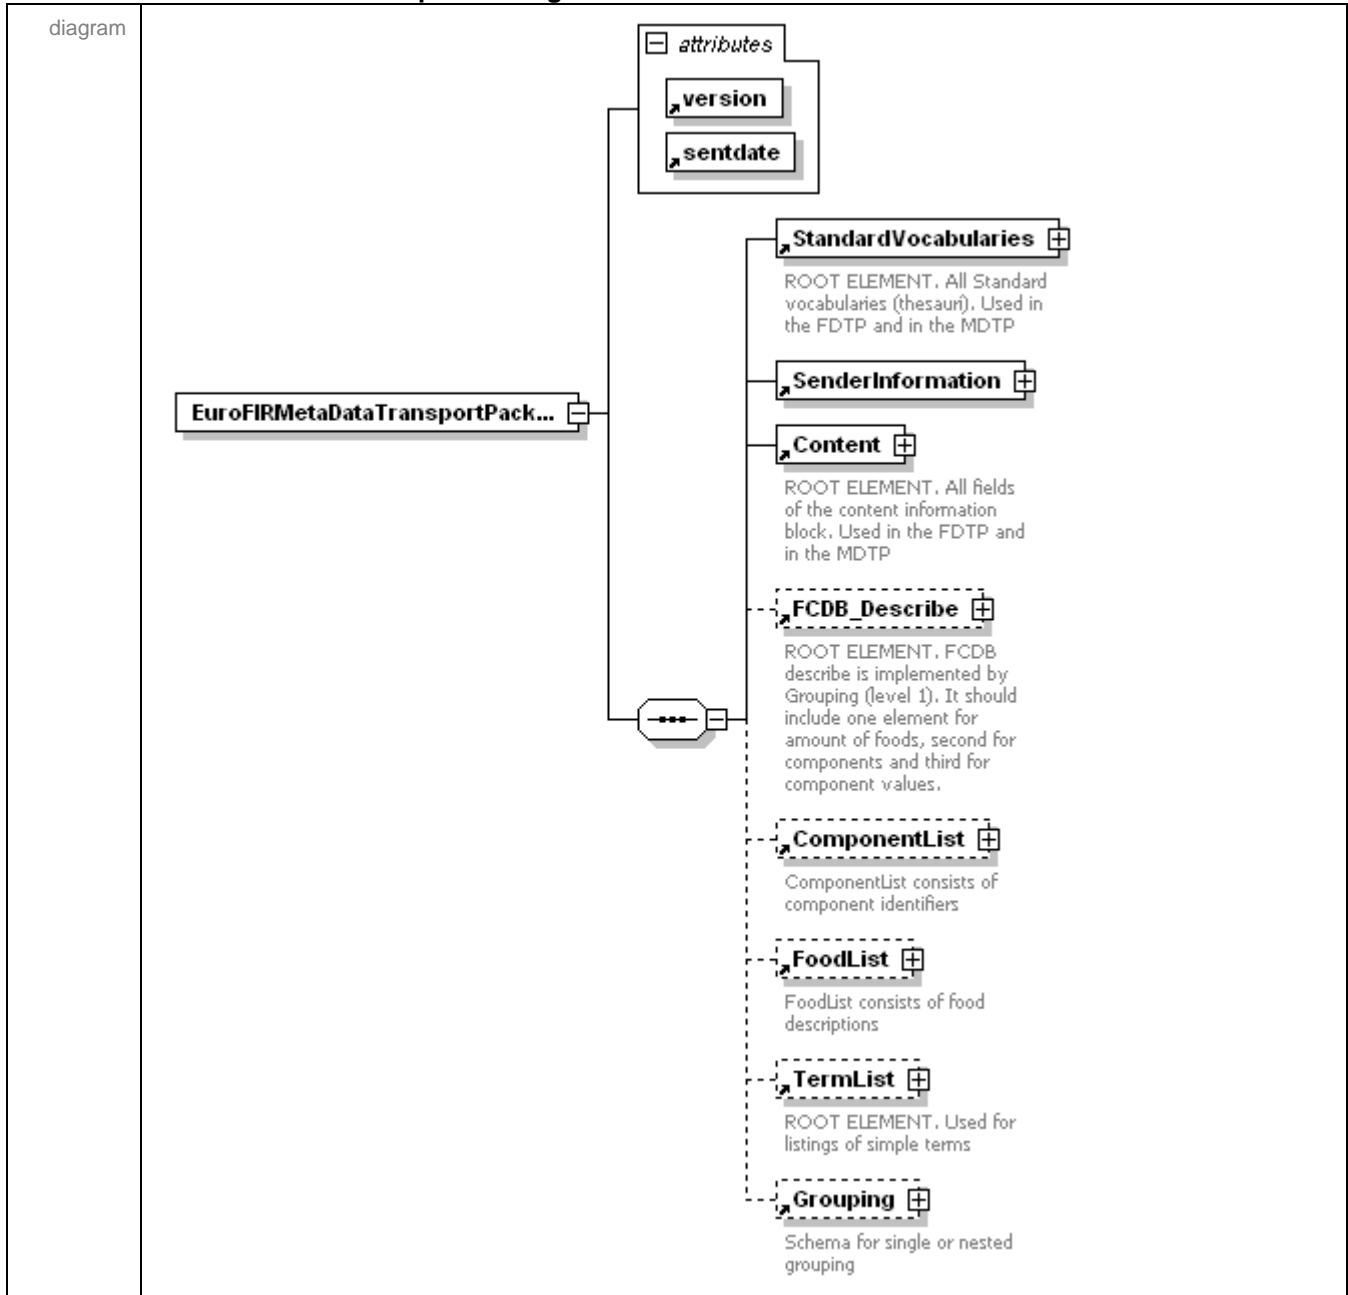 diagram
attributes
version
sentdate
StandardVocabularies
ROOT ELEMENT. All Standard
vocabularies (thesauri). Used in
the FDTP and in the MDTP
SenderInformation
EuroFIRMetaDataTransportPack...
Content
ROOT ELEMENT. All fields
of the content information
block. Used in the FDTP and
in the MDTP
FCDB_Describe
ROOT ELEMENT. FCDB
describe is implemented by
Grouping (level 1). It should
include one element for
amount of foods, second for
components and third for
component values.
ComponentList
ComponentList consists of
component identifiers
FoodList
FoodList consists of food
descriptions
TermList
ROOT ELEMENT. Used for
listings of simple terms
Grouping
Schema for single or nested
grouping